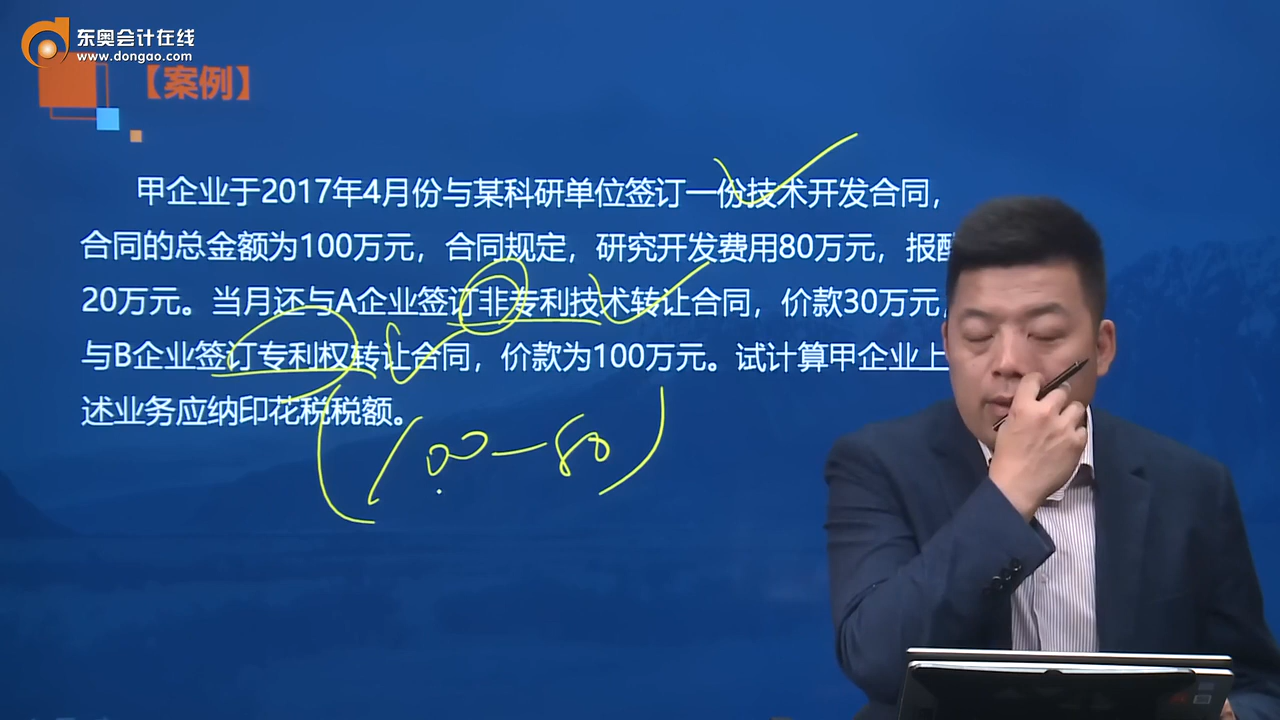 东奥会计在线
www.dongao.com
【案例】
甲企业于2017年4月份与某科研单位签订一份技术开发合同，
合同的总金额为100万元，合同规定，研究开发费用80万元，报
20万元。当月还与A企业签订非专利技术转让合同，价款30万元，
与B企业签订专利权转让合同，价款为100万元。试计算甲企业上
述业务应纳印花税税额。
(100-80)